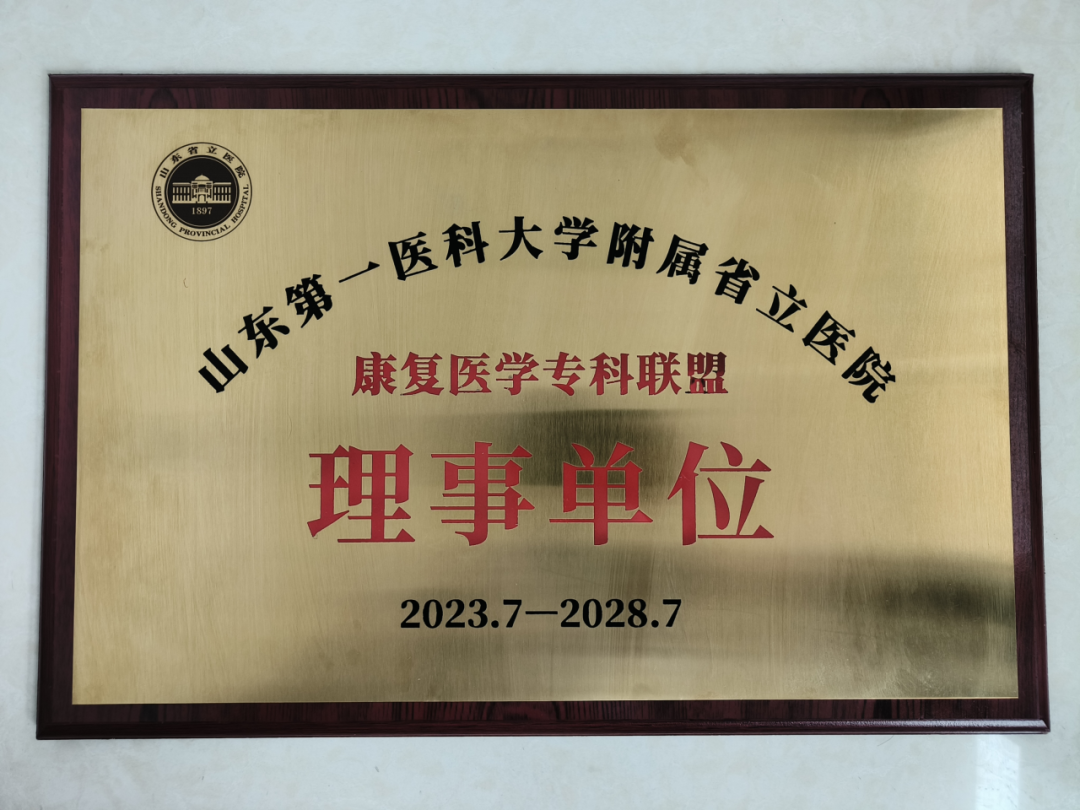 山东省立医院
1897
SHANDONG PROVINCIAL HOSPITAL
山东第一医科大学附属省立医院
康复医学专科联盟
理事单位
2023.7—2028.7